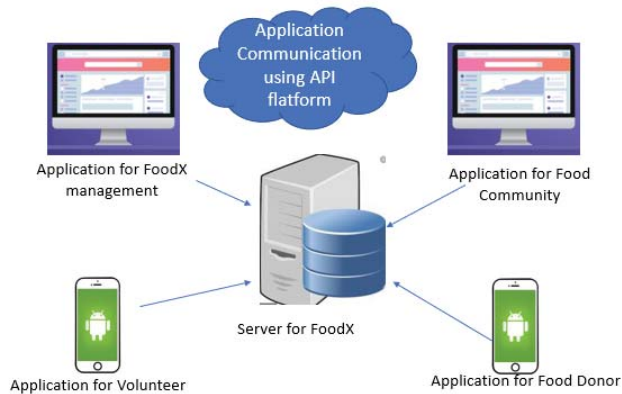 Application
Communication
using API
flatform
Application for FoodX
management
Application for Food
Community
Server for FoodX
Application for Volunteer
Application for Food Donor